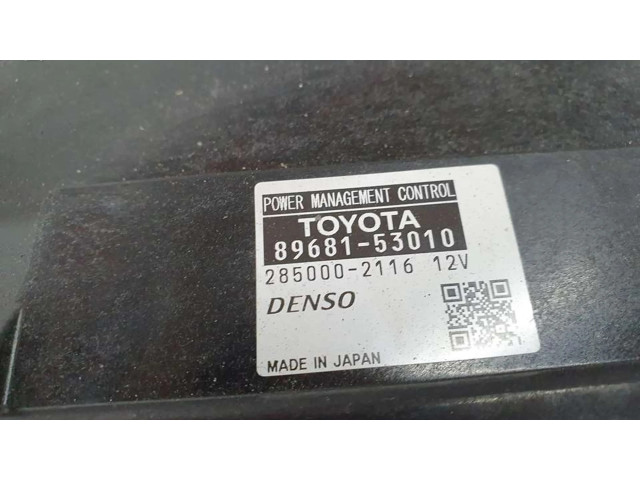 POWER MANAGEMENT CONTROL
TOYOTA
89681-53010
285000-2116 12V
DENSO
MADE IN JAPAN